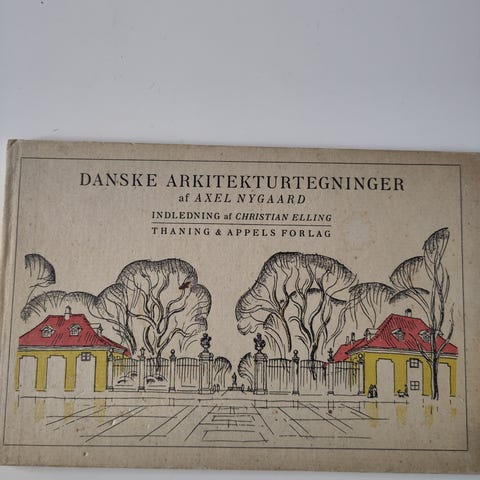 DANSKE ARKITEKTURTEGNINGER
af AXEL NYGAARD
INDLEDNING af CHRISTIAN ELLING
THANING & APPELS FORLAG